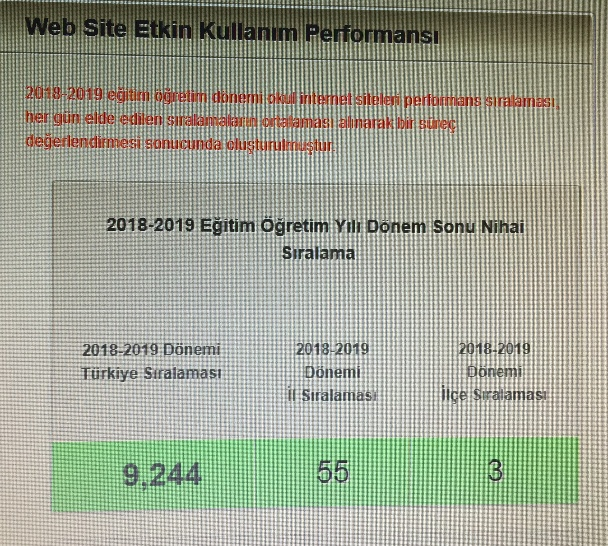 Web Site Etkin Kullanım Performansı
2018-2019 eğitim öğretim dönemi okul internet siteleri performans sıralaması,
her gün elde edilen sıralamaların ortalaması alınarak bir süreç
değerlendirmesi sonucunda oluşturulmuştur.
2018-2019 Eğitim Öğretim Yılı Dönem Sonu Nihai
Sıralama
2018-2019 Dönemi
Türkiye Sıralaması
2018-2019
Dönemi
İl Sıralaması
2018-2019
Dönemi
İlçe Sıralaması
9,244
55
3